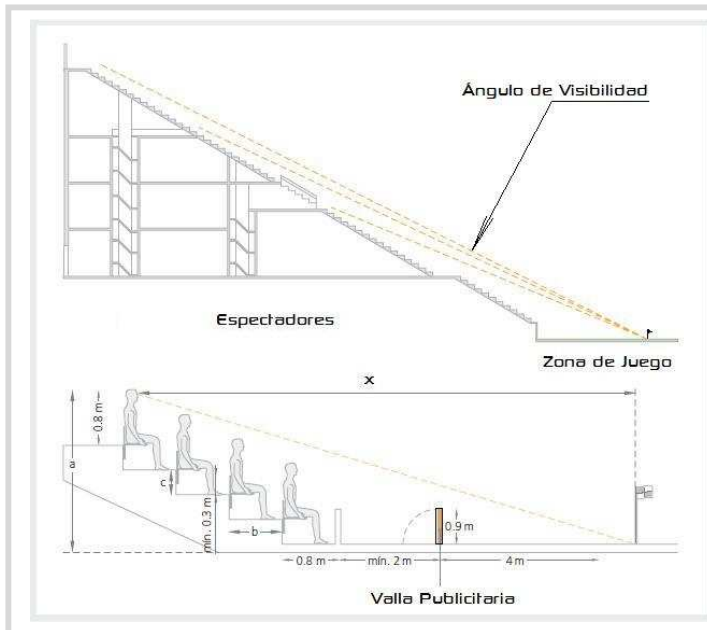 Ángulo de Visibilidad
Espectadores
Zona de Juego
x
0.8 m
a
c
mín. 0.3 m
b
0.9 m
0.8 m
mín. 2 m
4 m
Valla Publicitaria